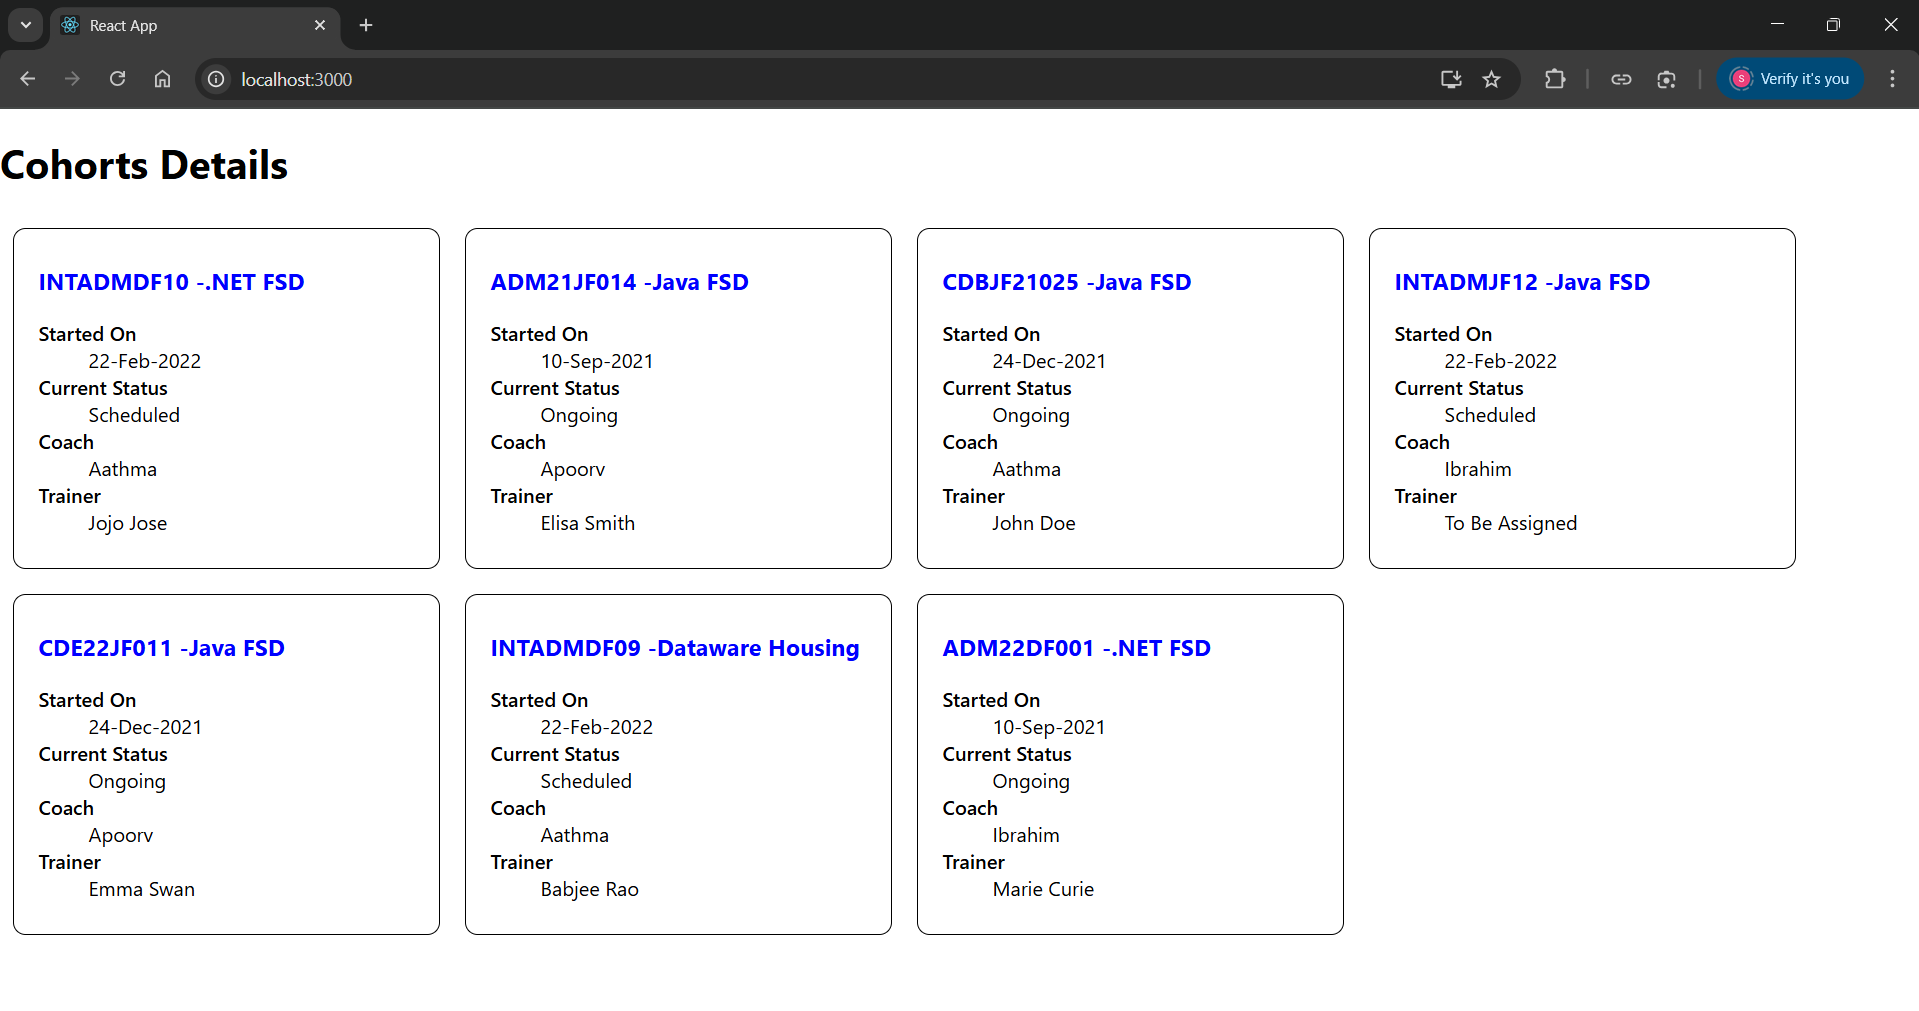 React App
localhost:3000
S
Verify it's you
Cohorts Details
INTADMDF10 -.NET FSD
Started On
22-Feb-2022
Current Status
Scheduled
Coach
Aathma
Trainer
Jojo Jose
ADM21JF014 -Java FSD
Started On
10-Sep-2021
Current Status
Ongoing
Coach
Apoorv
Trainer
Elisa Smith
CDBJF21025 -Java FSD
Started On
24-Dec-2021
Current Status
Ongoing
Coach
Aathma
Trainer
John Doe
INTADMJF12 -Java FSD
Started On
22-Feb-2022
Current Status
Scheduled
Coach
Ibrahim
Trainer
To Be Assigned
CDE22JF011 -Java FSD
Started On
24-Dec-2021
Current Status
Ongoing
Coach
Apoorv
Trainer
Emma Swan
INTADMDF09 -Dataware Housing
Started On
22-Feb-2022
Current Status
Scheduled
Coach
Aathma
Trainer
Babjee Rao
ADM22DF001 -.NET FSD
Started On
10-Sep-2021
Current Status
Ongoing
Coach
Ibrahim
Trainer
Marie Curie